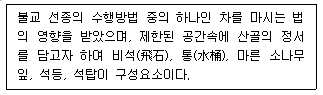 불교 선종의 수행방법 중의 하나인 차를 마시는 법
의 영향을 받았으며, 제한된 공간속에 산골의 정서
를 담고자 하며 비석(飛石), 통(水桶), 마른 소나무
잎, 석등, 석탑이 구성요소이다.